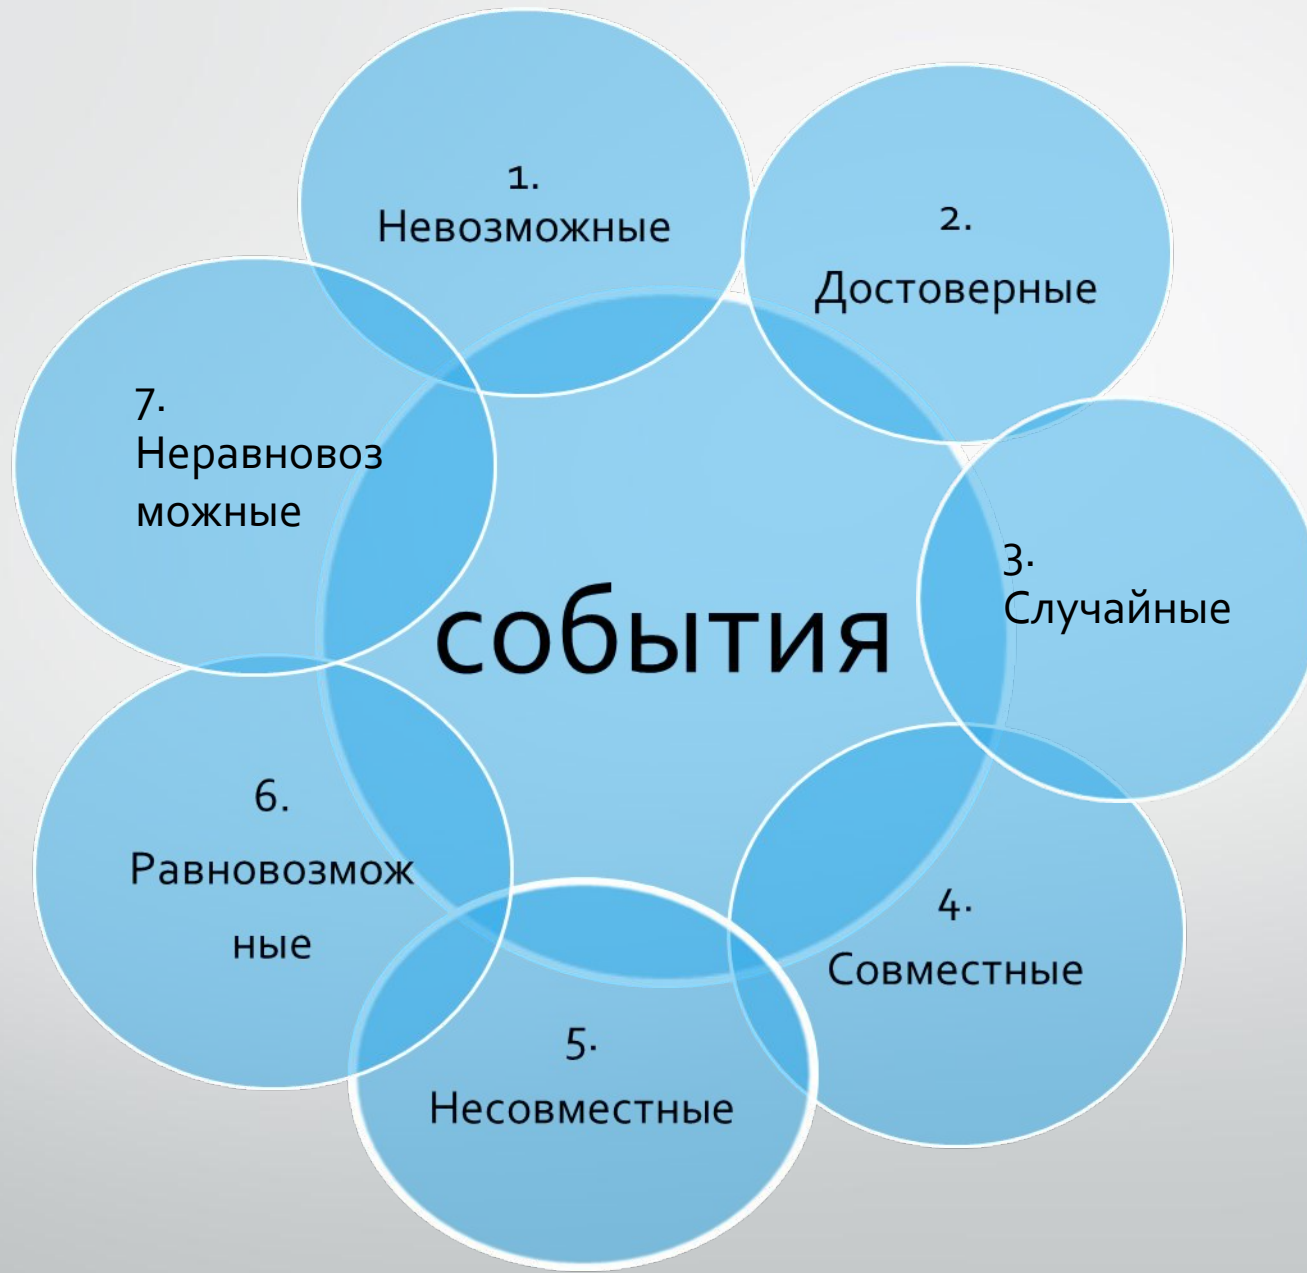 1.
Невозможные
2.
Достоверные
3.
Случайные
4.
Совместные
5.
Несовместные
6.
Равновозмож
ные
7.
Неравновоз
можные
события